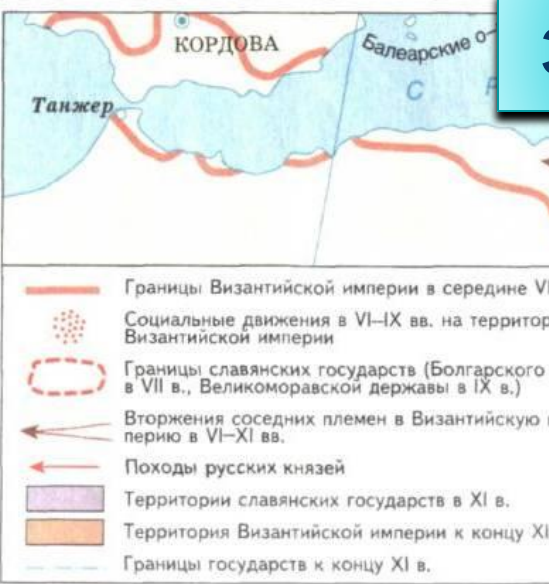 КОРДОВА
Балеарские о-
Танжер
С
Границы Византийской империи в середине VI
Социальные движения в VI–IX вв. на территор
Византийской империи
Границы славянских государств (Болгарского
в VII в., Великоморавской державы в IX в.)
Вторжения соседних племен в Византийскую
перию в VI–XI вв.
Походы русских князей
Территории славянских государств в XI в.
Территория Византийской империи к концу XI
Границы государств к концу XI в.